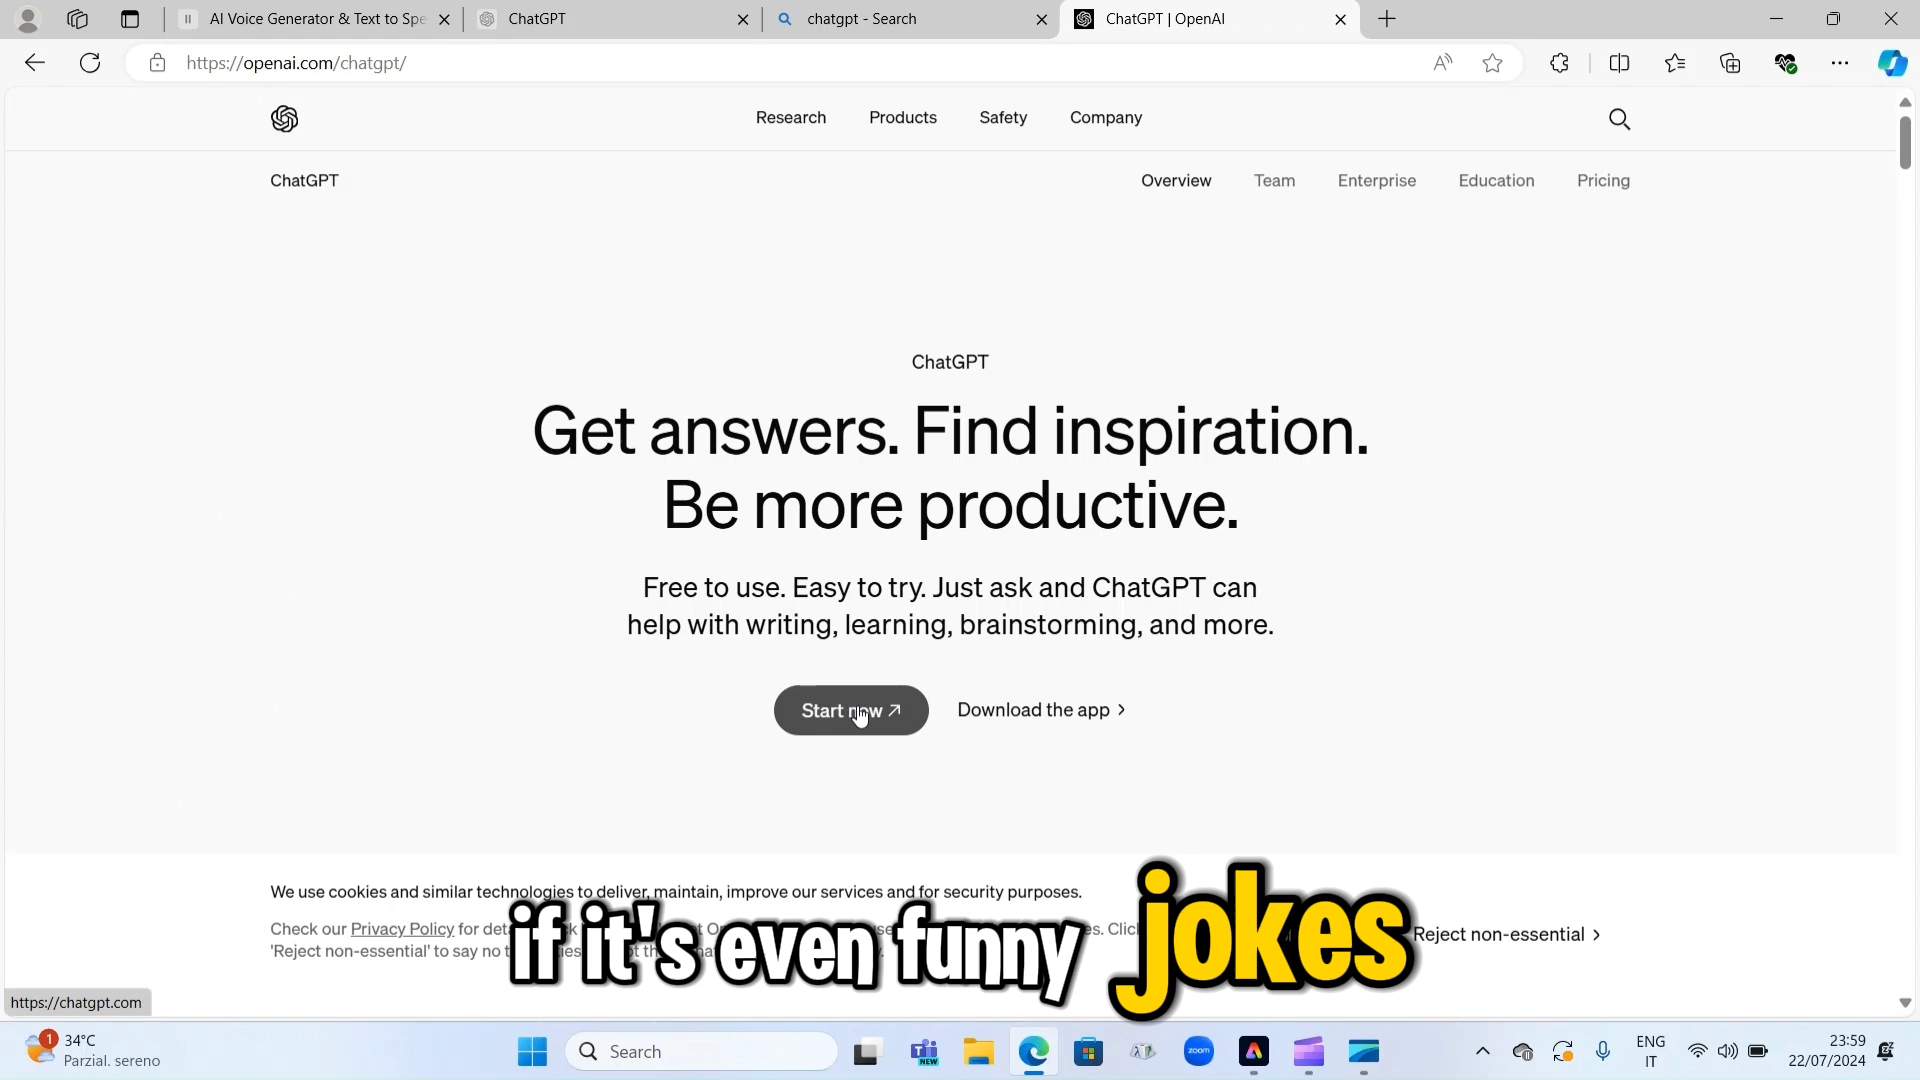 AI Voice Generator & Text to Spe
ChatGPT
chatgpt - Search
ChatGPT | OpenAI
https://openai.com/chatgpt/
Research Products Safety Company
ChatGPT
Overview Team Enterprise Education Pricing
ChatGPT
Get answers. Find inspiration.
Be more productive.
Free to use. Easy to try. Just ask and ChatGPT can
help with writing, learning, brainstorming, and more.
Start now
Download the app
We use cookies and similar technologies to deliver, maintain, improve our services and for security purposes.
Check our Privacy Policy for
'Reject non-essential' to say no
Reject non-essential
if it's even funny jokes
https://chatgpt.com
1
34°C
Parzial. sereno
Search
NEW
zoom
ENG
IT
23:59
22/07/2024